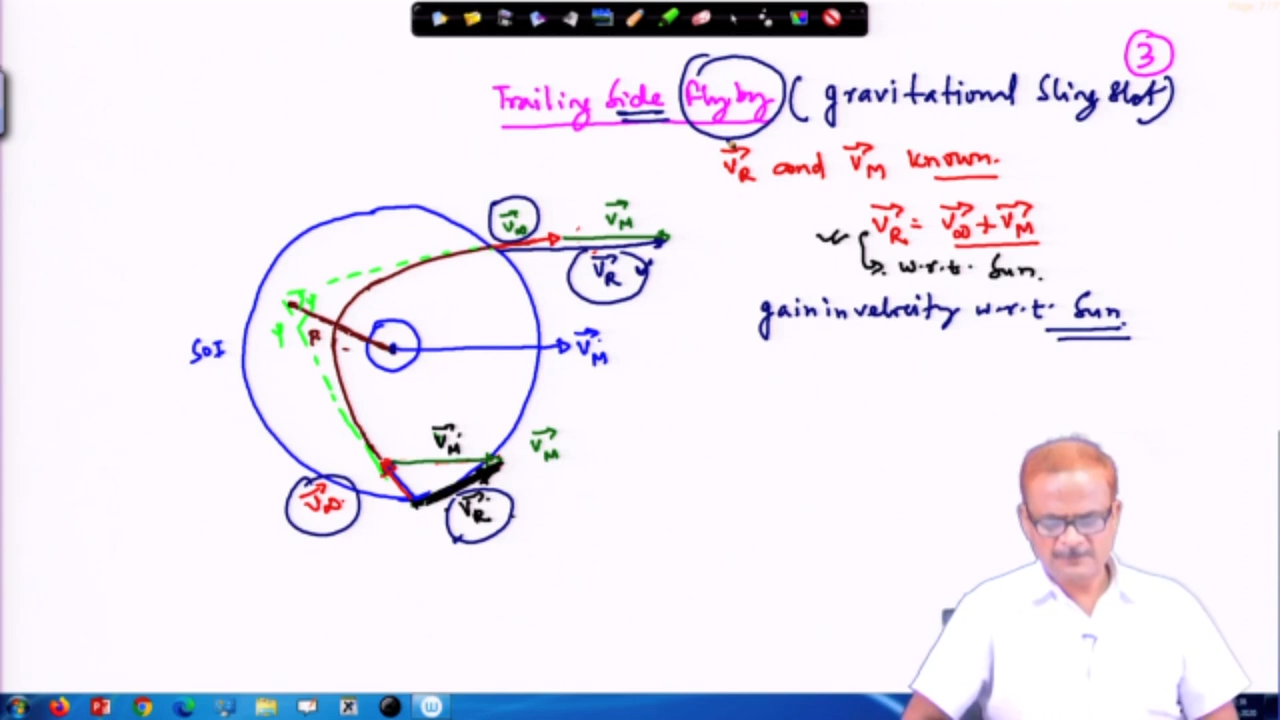 3
Trailing Side Flyby (gravitational Sling Shot)
V_R and V_M known.
V_R = V_∞ + V_M
w.r.t. Sun.
gain in velocity w.r.t. Sun.
V_∞ V_M
V_R
γ
γ
R
SOI
V_M
V_M V_M
V_∞ V_R